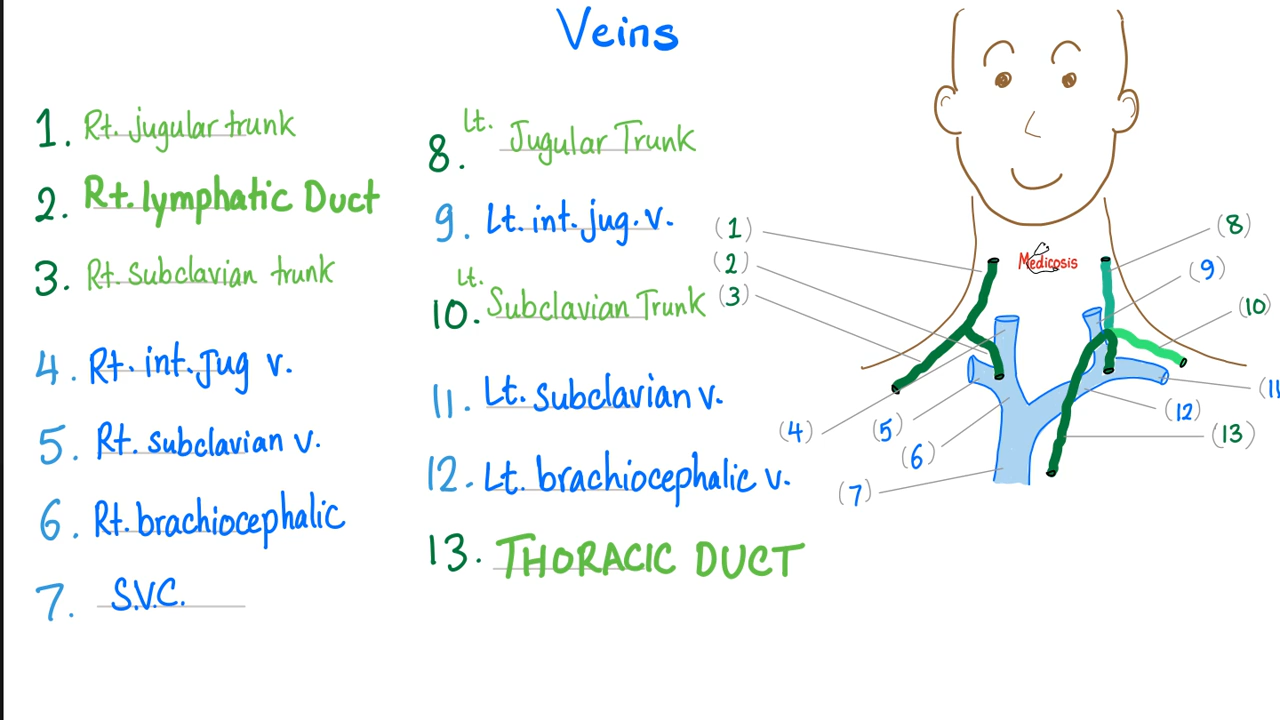 Veins
1. Rt. jugular trunk
2. Rt. lymphatic Duct
3. Rt. Subclavian trunk
4. Rt. int. Jug v.
5. Rt. subclavian v.
6. Rt. brachiocephalic
7. S.V.C.
8. Lt. Jugular Trunk
9. Lt. int. jug. v.
10. Lt. Subclavian Trunk
11. Lt. subclavian v.
12. Lt. brachiocephalic v.
13. THORACIC DUCT
Medicosis
(1)
(2)
(3)
(4)
(5)
(6)
(7)
(8)
(9)
(10)
(11
(12)
(13)